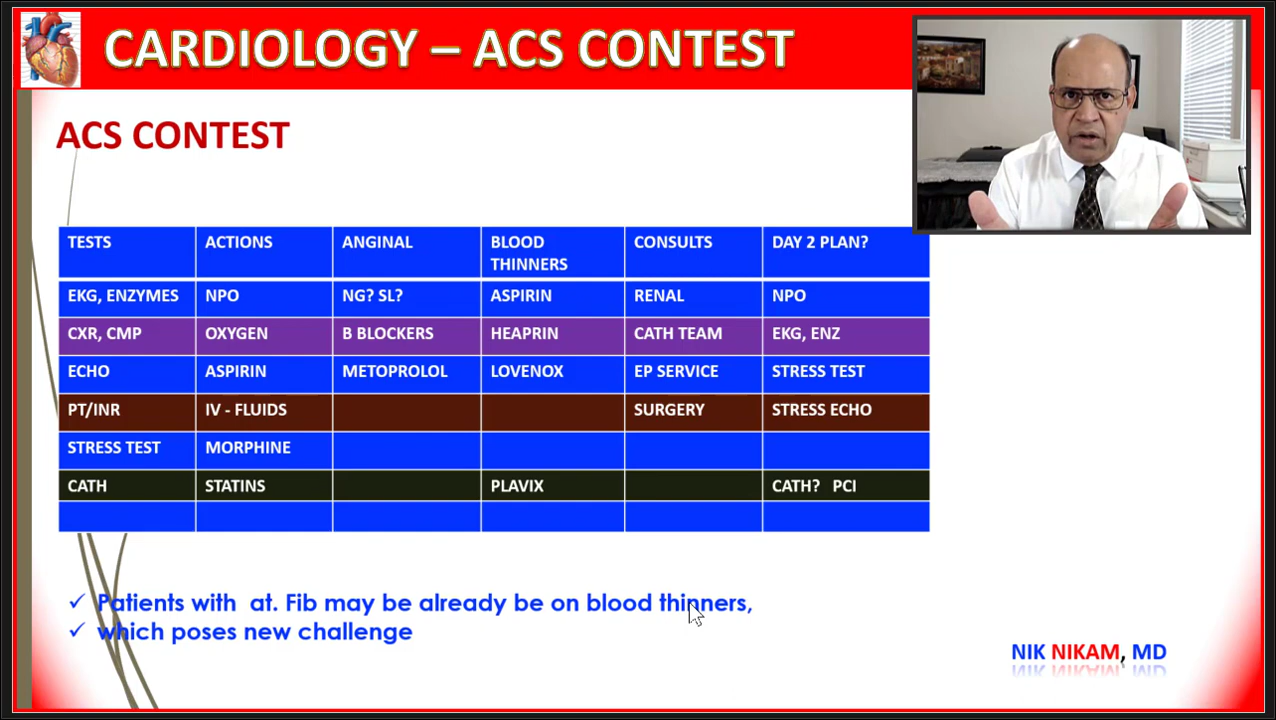 CARDIOLOGY – ACS CONTEST
ACS CONTEST
TESTS ACTIONS ANGINAL BLOOD THINNERS CONSULTS DAY 2 PLAN?
EKG, ENZYMES NPO NG? SL? ASPIRIN RENAL NPO
CXR, CMP OXYGEN B BLOCKERS HEAPRIN CATH TEAM EKG, ENZ
ECHO ASPIRIN METOPROLOL LOVENOX EP SERVICE STRESS TEST
PT/INR IV - FLUIDS SURGERY STRESS ECHO
STRESS TEST MORPHINE
CATH STATINS PLAVIX CATH? PCI
✓ Patients with at. Fib may be already be on blood thinners,
✓ which poses new challenge
NIK NIKAM, MD